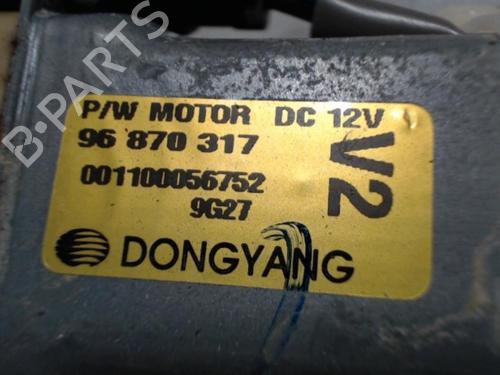 B-PARTS
P/W MOTOR DC 12V
96 870 317
V2
001100056752
9G27
DONGYANG